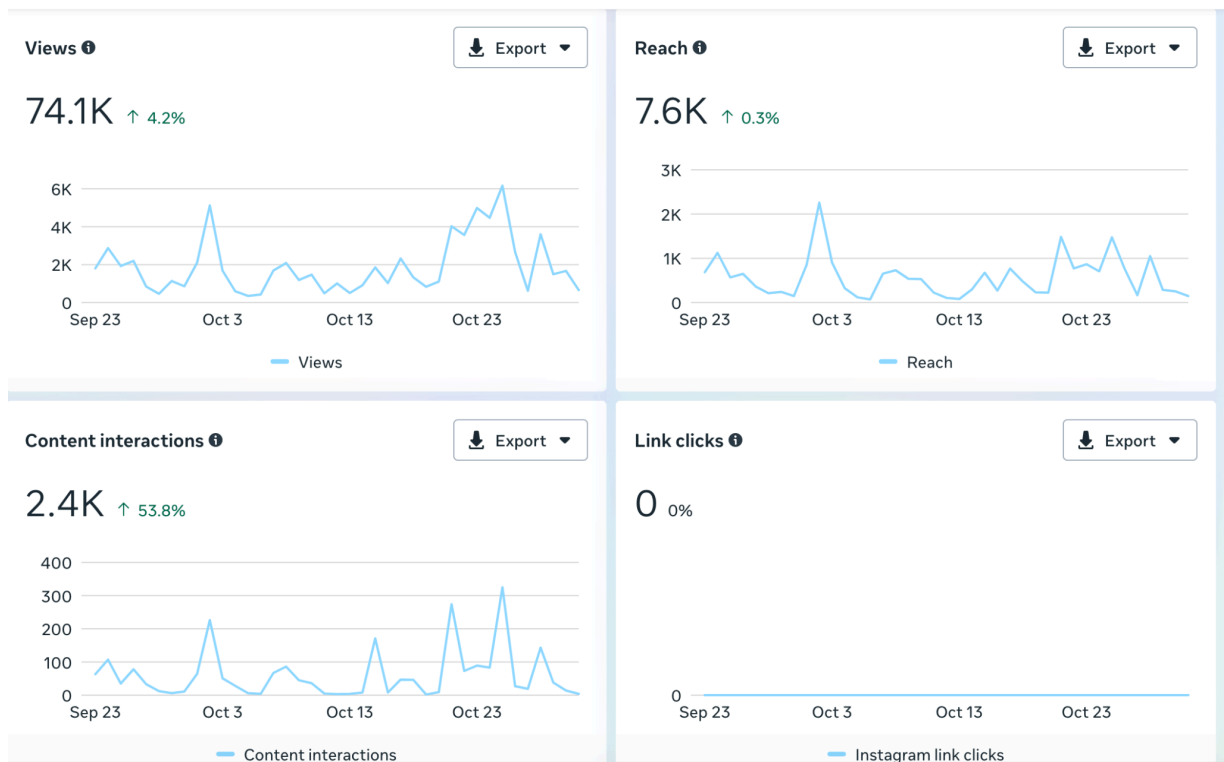 Views
Export
74.1K ↑ 4.2%
6K
4K
2K
0
Sep 23 Oct 3 Oct 13 Oct 23
Views
Reach
Export
7.6K ↑ 0.3%
3K
2K
1K
0
Sep 23 Oct 3 Oct 13 Oct 23
Reach
Content interactions
Export
2.4K ↑ 53.8%
400
300
200
100
0
Sep 23 Oct 3 Oct 13 Oct 23
Content interactions
Link clicks
Export
0 0%
0
Sep 23 Oct 3 Oct 13 Oct 23
Instagram link clicks